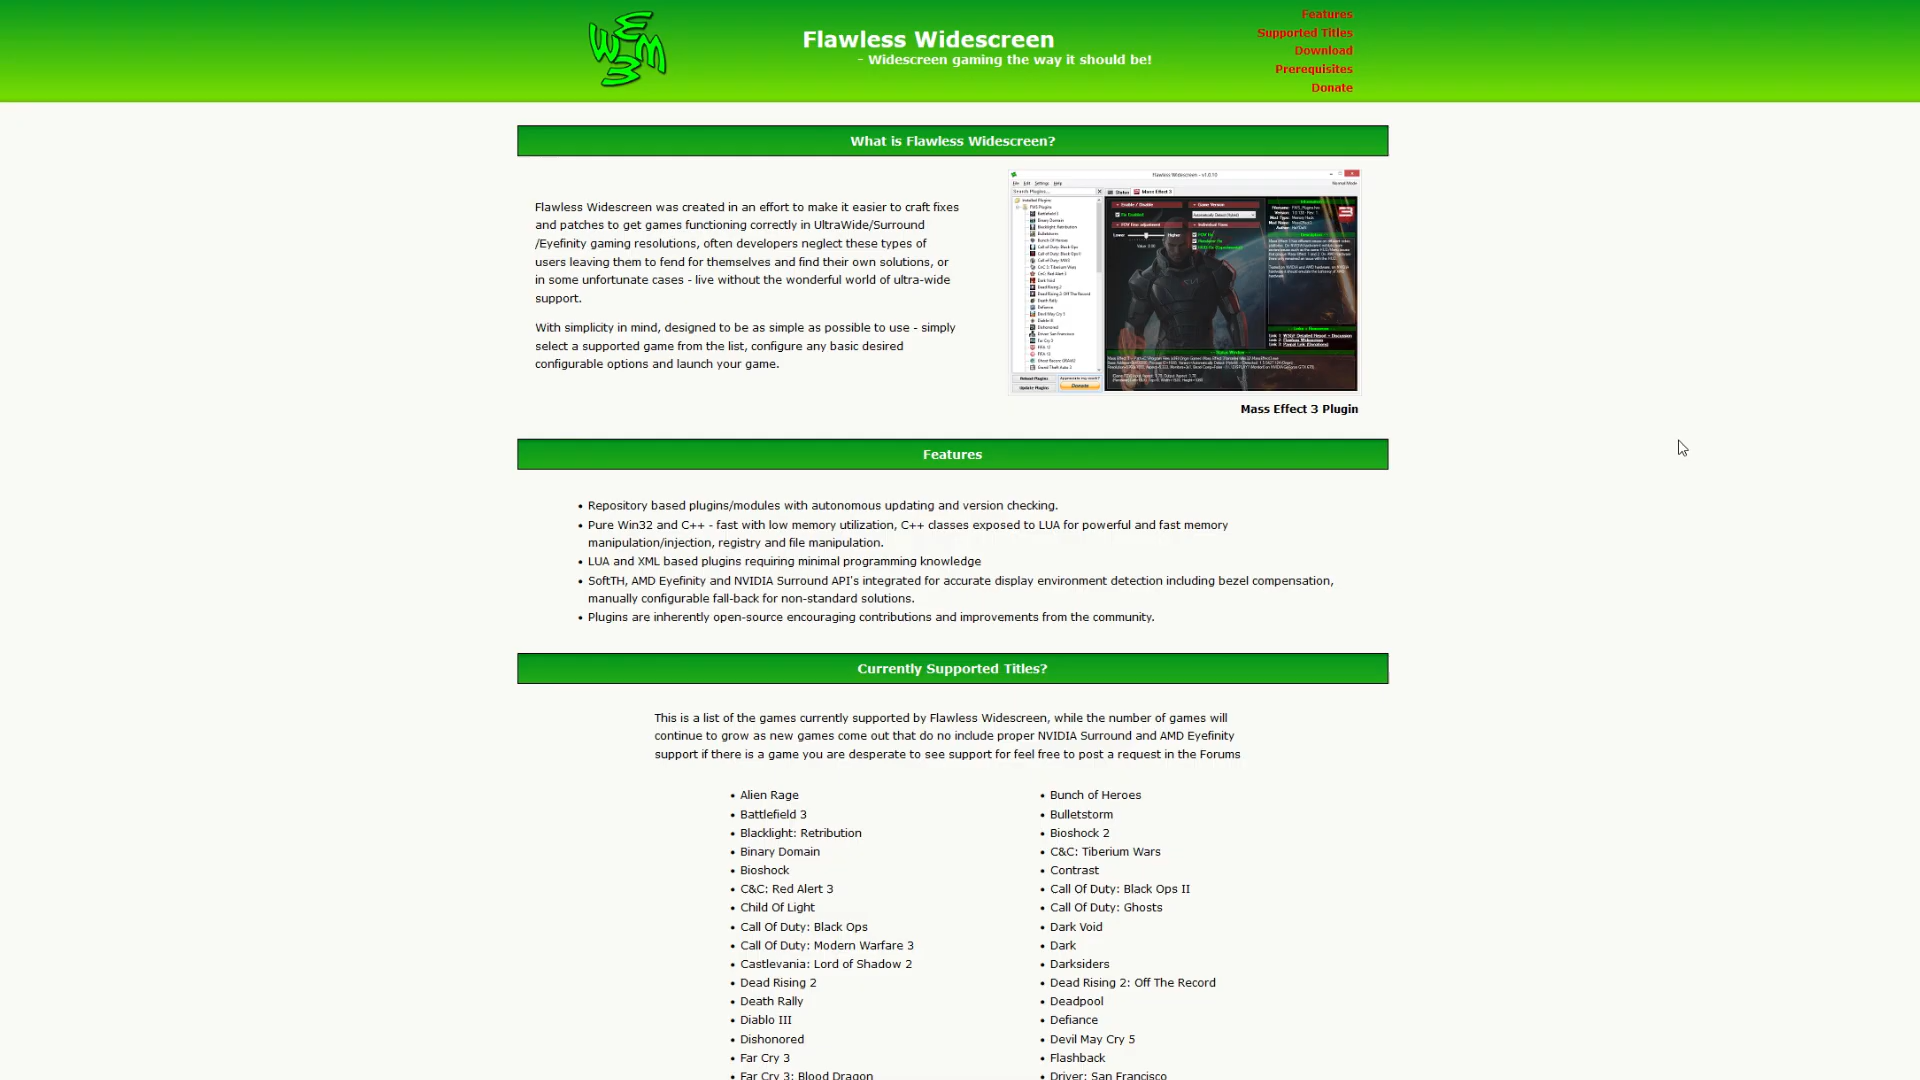 Flawless Widescreen
- Widescreen gaming the way it should be!
Features
Supported Titles
Download
Prerequisites
Donate
What is Flawless Widescreen?
Flawless Widescreen was created in an effort to make it easier to craft fixes
and patches to get games functioning correctly in UltraWide/Surround
/Eyefinity gaming resolutions, often developers neglect these types of
users leaving them to fend for themselves and find their own solutions, or
in some unfortunate cases - live without the wonderful world of ultra-wide
support.
With simplicity in mind, designed to be as simple as possible to use - simply
select a supported game from the list, configure any basic desired
configurable options and launch your game.
Mass Effect 3 Plugin
Features
• Repository based plugins/modules with autonomous updating and version checking.
• Pure Win32 and C++ - fast with low memory utilization, C++ classes exposed to LUA for powerful and fast memory
manipulation/injection, registry and file manipulation.
• LUA and XML based plugins requiring minimal programming knowledge
• SoftTH, AMD Eyefinity and NVIDIA Surround API's integrated for accurate display environment detection including bezel compensation,
manually configurable fall-back for non-standard solutions.
• Plugins are inherently open-source encouraging contributions and improvements from the community.
Currently Supported Titles?
This is a list of the games currently supported by Flawless Widescreen, while the number of games will
continue to grow as new games come out that do no include proper NVIDIA Surround and AMD Eyefinity
support if there is a game you are desperate to see support for feel free to post a request in the Forums
• Alien Rage
• Battlefield 3
• Blacklight: Retribution
• Binary Domain
• Bioshock
• C&C: Red Alert 3
• Child Of Light
• Call Of Duty: Black Ops
• Call Of Duty: Modern Warfare 3
• Castlevania: Lord of Shadow 2
• Dead Rising 2
• Death Rally
• Diablo III
• Dishonored
• Far Cry 3
• Far Cry 3: Blood Dragon
• Bunch of Heroes
• Bulletstorm
• Bioshock 2
• C&C: Tiberium Wars
• Contrast
• Call Of Duty: Black Ops II
• Call Of Duty: Ghosts
• Dark Void
• Dark
• Darksiders
• Dead Rising 2: Off The Record
• Deadpool
• Defiance
• Devil May Cry 5
• Flashback
• Driver: San Francisco